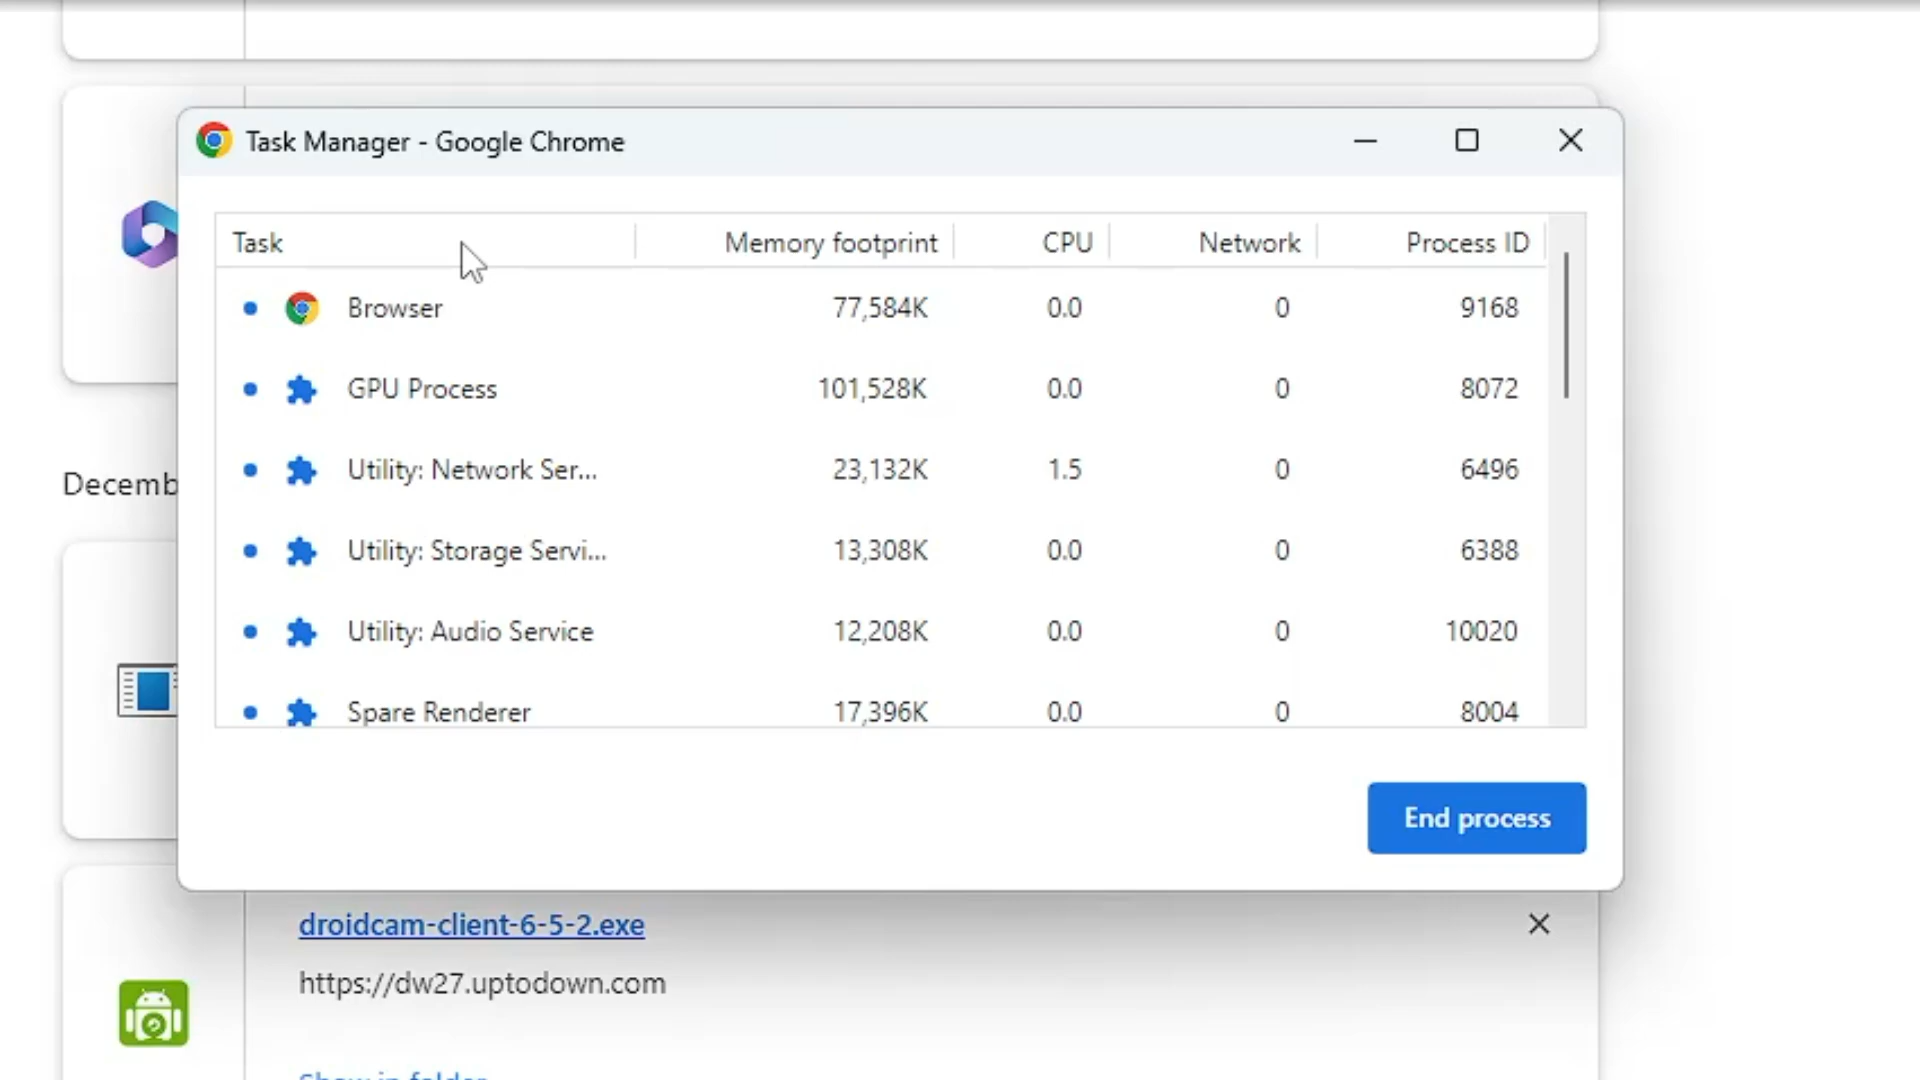 Task Manager - Google Chrome
Task Memory footprint CPU Network Process ID
Browser 77,584K 0.0 0 9168
GPU Process 101,528K 0.0 0 8072
Utility: Network Ser... 23,132K 1.5 0 6496
Utility: Storage Servi... 13,308K 0.0 0 6388
Utility: Audio Service 12,208K 0.0 0 10020
Spare Renderer 17,396K 0.0 0 8004
End process
Decemb
droidcam-client-6-5-2.exe
https://dw27.uptodown.com
Show in folder